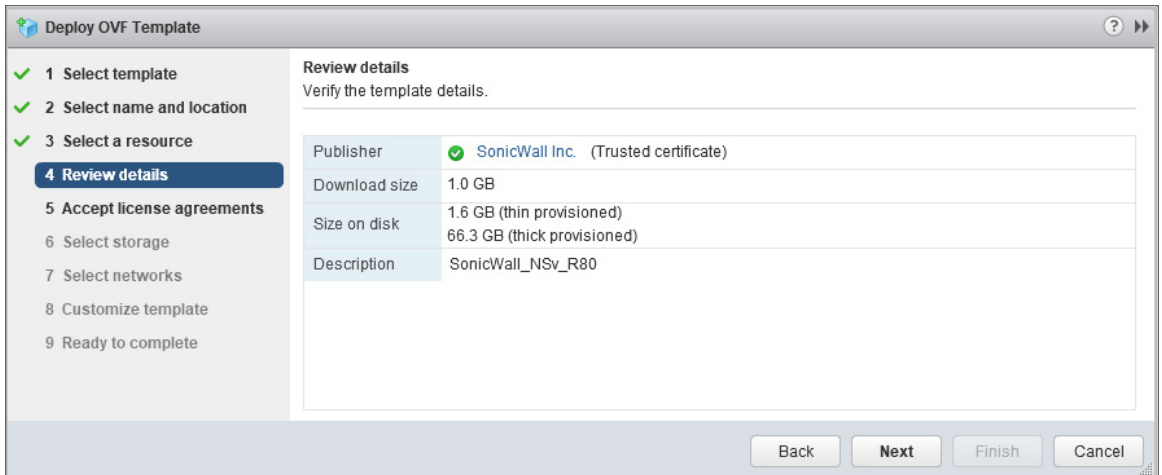 Deploy OVF Template
?
1 Select template
2 Select name and location
3 Select a resource
4 Review details
5 Accept license agreements
6 Select storage
7 Select networks
8 Customize template
9 Ready to complete
Review details
Verify the template details.
Publisher SonicWall Inc. (Trusted certificate)
Download size 1.0 GB
Size on disk 1.6 GB (thin provisioned)
66.3 GB (thick provisioned)
Description SonicWall_NSv_R80
Back Next Finish Cancel